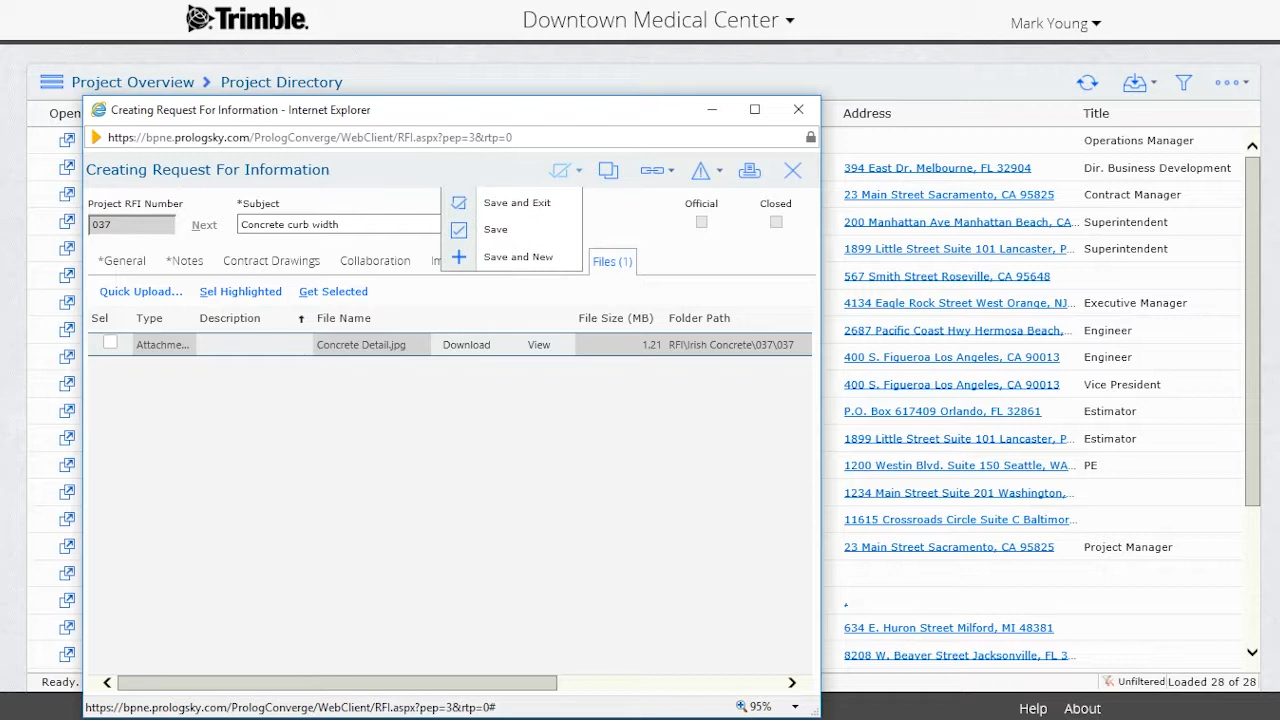 Trimble.
Downtown Medical Center
Mark Young
Project Overview > Project Directory
Open
Address
Title
Creating Request For Information - Internet Explorer
https://bpne.prologsky.com/PrologConverge/WebClient/RFI.aspx?pep=3&rtp=0
Creating Request For Information
Project RFI Number
*Subject
Official
Closed
037
Next
Concrete curb width
Save and Exit
Save
Save and New
*General
*Notes
Contract Drawings
Collaboration
Files (1)
Quick Upload...
Sel Highlighted
Get Selected
Sel
Type
Description
File Name
File Size (MB)
Folder Path
Attachme...
Concrete Detail.jpg
Download
View
1.21
RFI\Irish Concrete\037\037
Operations Manager
394 East Dr. Melbourne, FL 32904 Dir. Business Development
23 Main Street Sacramento, CA 95825 Contract Manager
200 Manhattan Ave Manhattan Beach, CA... Superintendent
1899 Little Street Suite 101 Lancaster, P... Superintendent
567 Smith Street Roseville, CA 95648
4134 Eagle Rock Street West Orange, NJ... Executive Manager
2687 Pacific Coast Hwy Hermosa Beach,... Engineer
400 S. Figueroa Los Angeles, CA 90013 Engineer
400 S. Figueroa Los Angeles, CA 90013 Vice President
P.O. Box 617409 Orlando, FL 32861 Estimator
1899 Little Street Suite 101 Lancaster, P... Estimator
1200 Westin Blvd. Suite 150 Seattle, WA... PE
1234 Main Street Suite 201 Washington,...
11615 Crossroads Circle Suite C Baltimor...
23 Main Street Sacramento, CA 95825 Project Manager
,
634 E. Huron Street Milford, MI 48381
8208 W. Beaver Street Jacksonville, FL 3...
Ready.
Unfiltered Loaded 28 of 28
https://bpne.prologsky.com/PrologConverge/WebClient/RFI.aspx?pep=3&rtp=0#
95%
Help
About